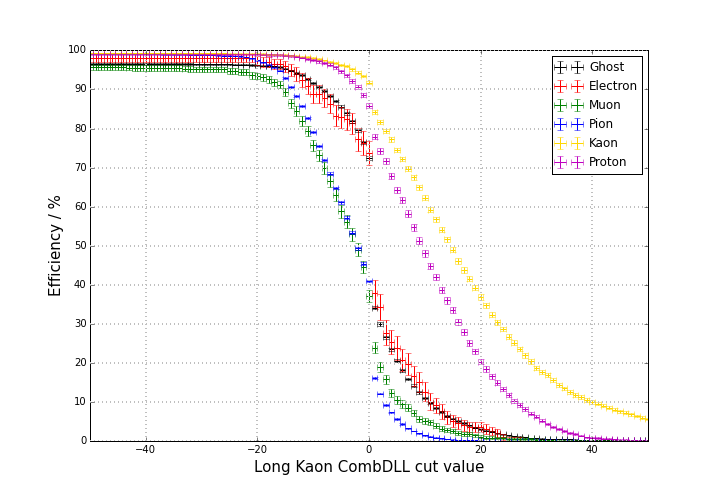 100
90
80
70
60
50
40
30
20
10
0
Efficiency / %
−40
−20
0
20
40
Long Kaon CombDLL cut value
Ghost
Electron
Muon
Pion
Kaon
Proton